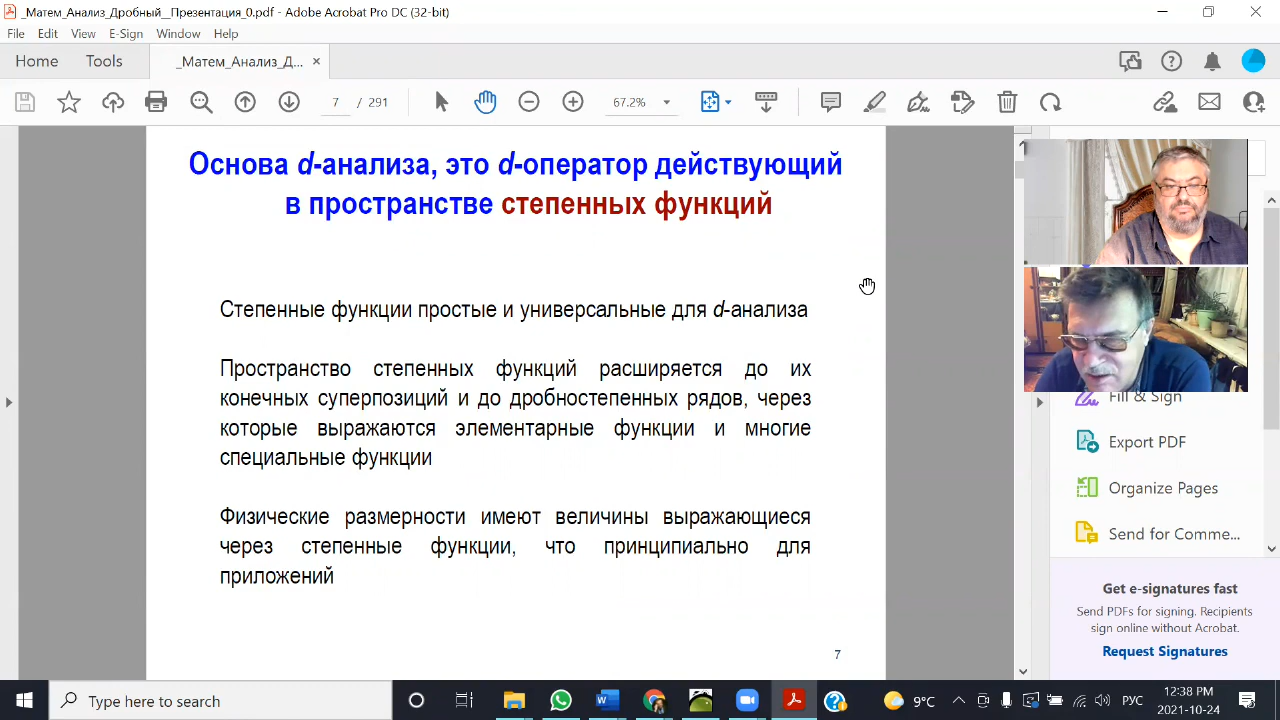 _Матем_Анализ_Дробный__Презентация_0.pdf - Adobe Acrobat Pro DC (32-bit)
File Edit View E-Sign Window Help
Home Tools _Матем_Анализ_Д... ×
7 / 291 67.2%
Основа d-анализа, это d-оператор действующий
в пространстве степенных функций
Степенные функции простые и универсальные для d-анализа
Пространство степенных функций расширяется до их
конечных суперпозиций и до дробностепенных рядов, через
которые выражаются элементарные функции и многие
специальные функции
Физические размерности имеют величины выражающиеся
через степенные функции, что принципиально для
приложений
7
Fill & Sign
Export PDF
Organize Pages
Send for Comme...
Get e-signatures fast
Send PDFs for signing. Recipients
sign online without Acrobat.
Request Signatures
Type here to search
9°C РУС 12:38 PM
2021-10-24